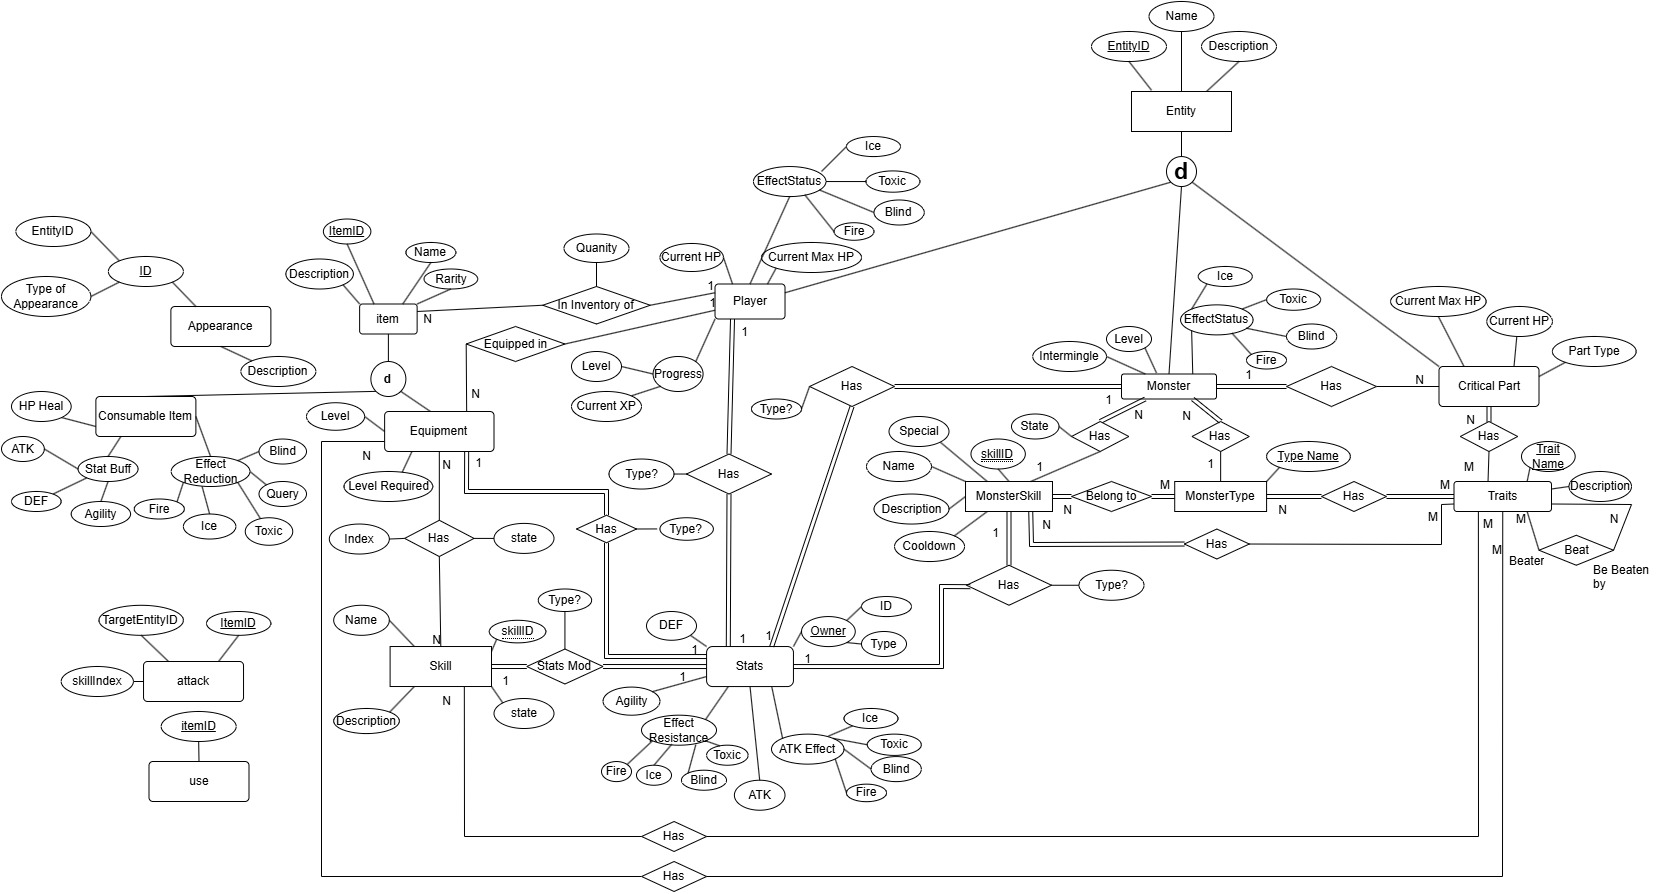 Name
EntityID
Description
Entity
d
Ice
EffectStatus
Toxic
Blind
Fire
EntityID
ID
Type of
Appearance
Appearance
Description
ItemID
Name
Description
Rarity
item
N
Quanity
In Inventory of
Current HP
Current Max HP
1
1
Player
1
Equipped in
N
Level
Progress
Current XP
d
HP Heal
Consumable Item
ATK
Stat Buff
DEF
Agility
Effect
Reduction
Blind
Query
Fire
Ice
Toxic
Level
Equipment
N
N
1
Level Required
Type?
Has
Has
Type?
Index
Has
state
Type?
Has
Intermingle
Level
Ice
Toxic
EffectStatus
Blind
Fire
Monster
1
Has
N
Current Max HP
Current HP
Part Type
Critical Part
N
Has
M
1
N
State
Has
1
Has
1
Special
skillID
Name
MonsterSkill
Description
Cooldown
N
Belong to
M
MonsterType
Type Name
N
Has
M
Traits
Trait
Name
Description
M
M
M
M
N
Beat
Beater
Be Beaten
by
1
N
Has
Has
Type?
TargetEntityID
ItemID
skillIndex
attack
itemID
use
Name
N
skillID
Skill
1
N
Description
state
Type?
Stats Mod
DEF
1
1
1
1
1
Stats
Owner
ID
Type
Agility
Effect
Resistance
Fire
Ice
Blind
Toxic
ATK
ATK Effect
Ice
Toxic
Blind
Fire
Has
Has